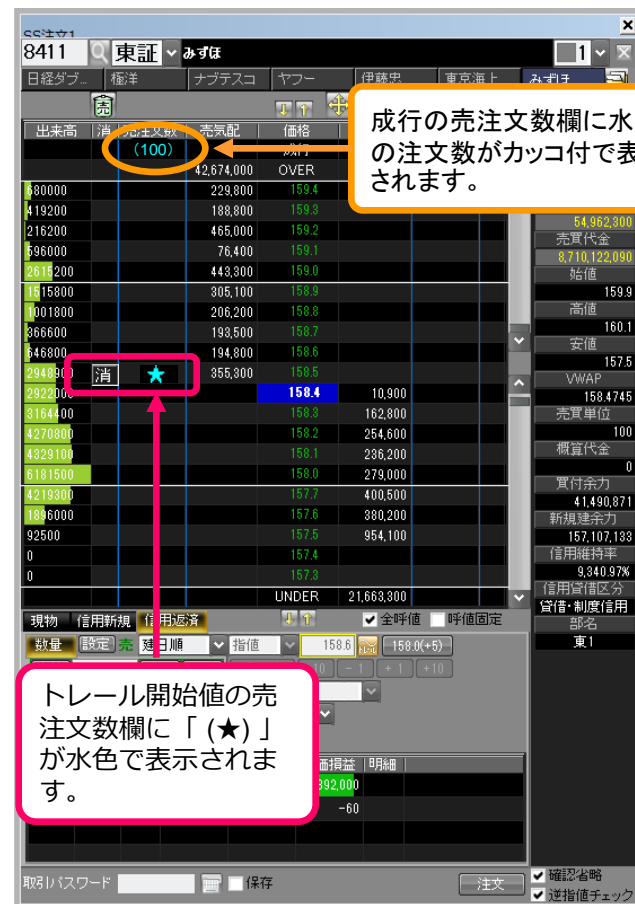 SS注文1
8411 東証 みずほ 1
日経ダブ... 極洋 ナブテスコ ヤフー 伊藤忠 東京海上 みずほ
売
出来高 消 売注文数 売気配 価格
(100) 成行
42,674,000 OVER
成行の売注文数欄に水
の注文数がカッコ付で表
されます。
680000 229,800 159.4
419200 188,800 159.3
216200 465,000 159.2
596000 76,400 159.1
2615200 443,300 159.0
1515800 305,100 158.9
1001800 206,200 158.8
366600 193,500 158.7
646800 194,800 158.6
2948900 消 ★ 355,300 158.5
2922000 158.4 10,900
3164400 158.3 162,800
4270800 158.2 254,600
4329100 158.1 236,200
6181500 158.0 279,000
4219300 157.7 400,500
1896000 157.6 380,200
92500 157.5 954,100
0 157.4
0 157.3
UNDER 21,663,300
54,962,300
売買代金
8,710,122,090
始値
159.9
高値
160.1
安値
157.5
VWAP
158.4745
売買単位
100
概算代金
0
買付余力
41,490,871
新規建余力
157,107,133
信用維持率
9,340.97%
信用貸借区分
貸借・制度信用
部名
東1
現物 信用新規 信用返済 全呼値 呼値固定
数量 設定 売 建日順 指値 158.6 158.0(+5)
-1 +1 +10
トレール開始値の売
注文数欄に「 (★) 」
が水色で表示されま
す。
価損益 明細
392,000
-60
取引パスワード 保存 注文
確認省略
逆指値チェック